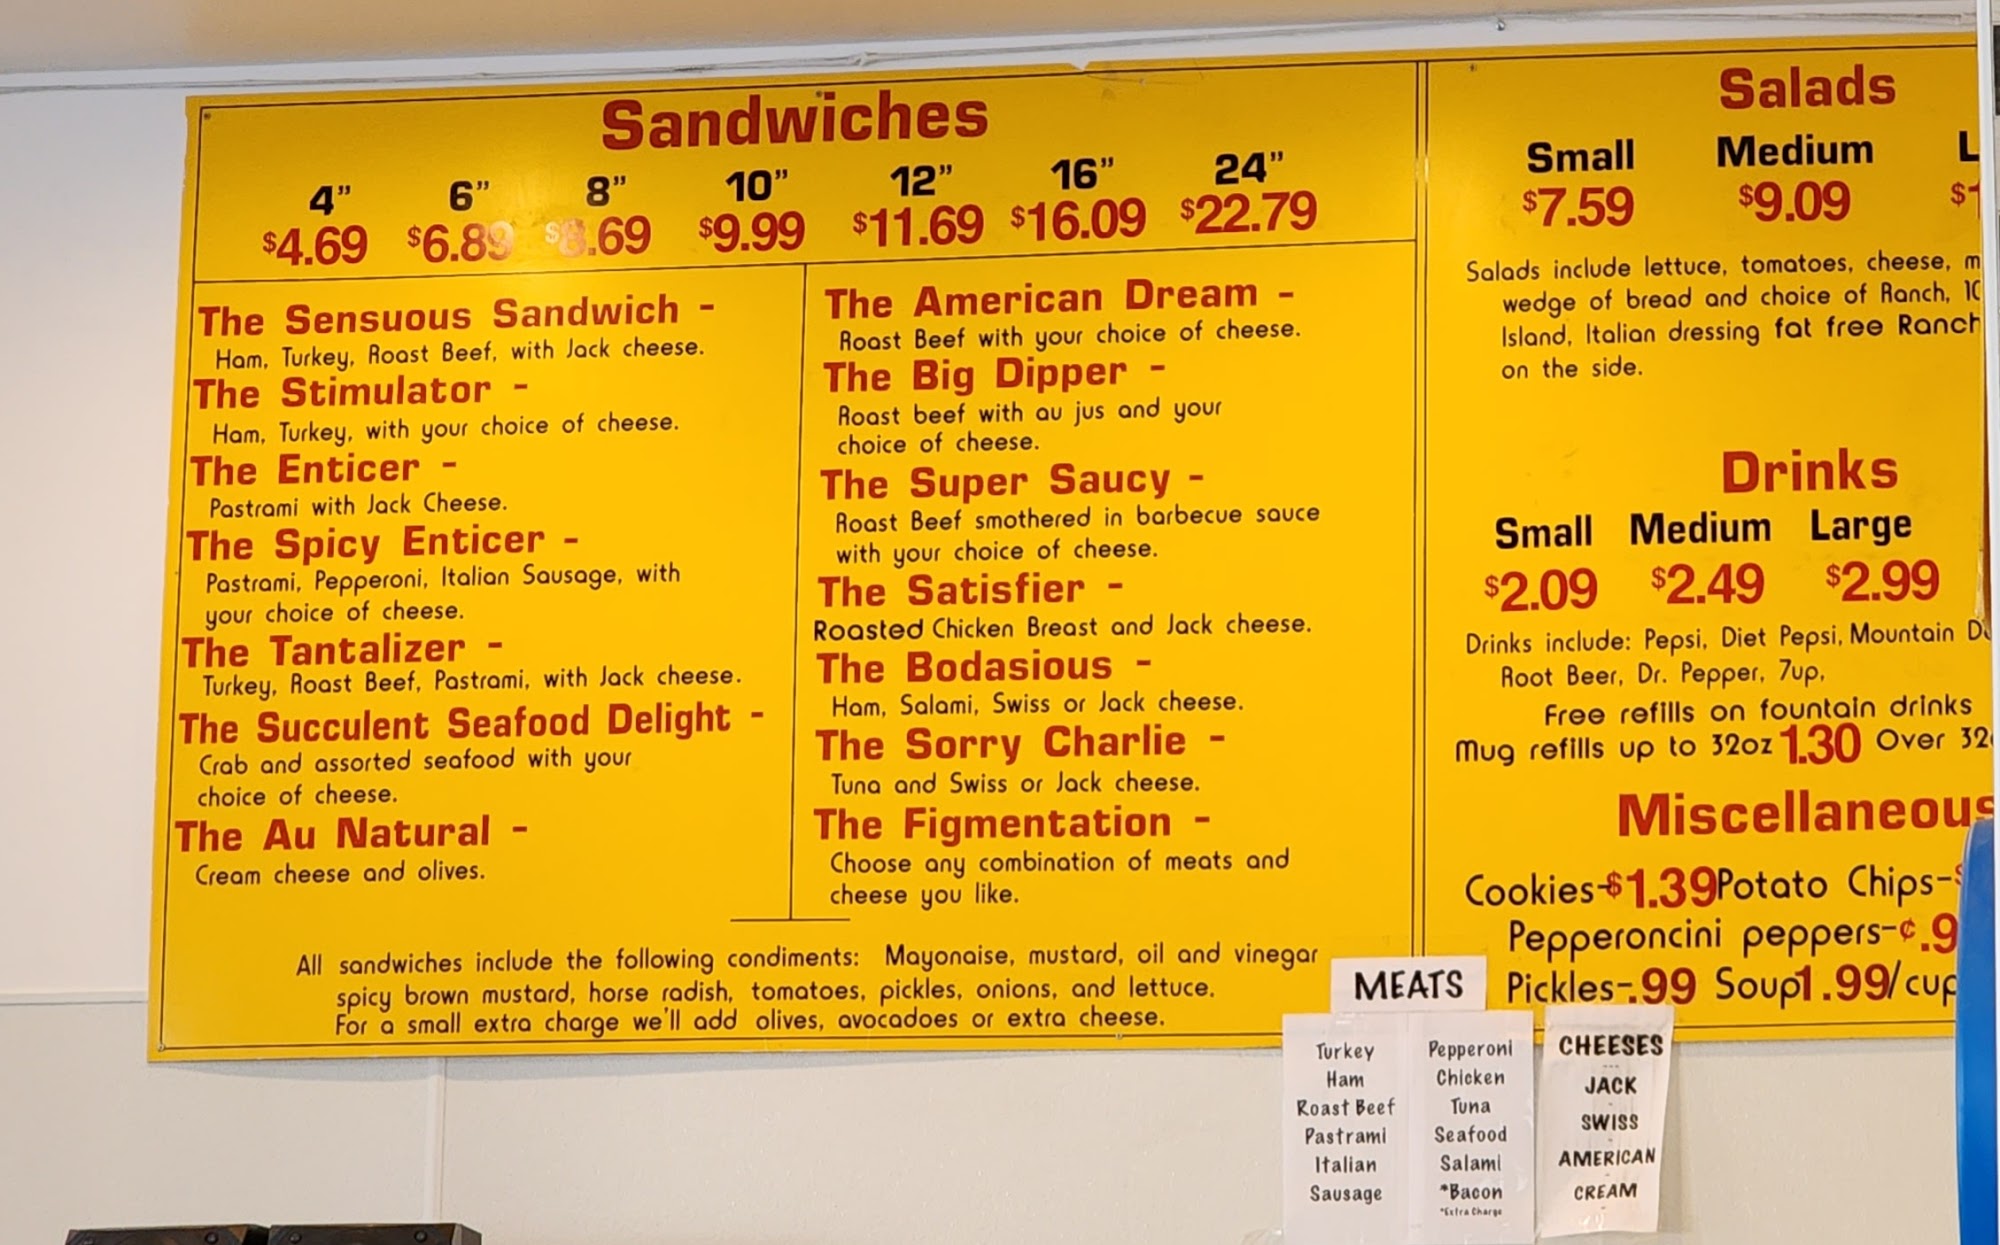 Sandwiches
4" 6" 8" 10" 12" 16" 24"
$4.69 $6.89 $8.69 $9.99 $11.69 $16.09 $22.79
The Sensuous Sandwich -
Ham, Turkey, Roast Beef, with Jack cheese.
The Stimulator -
Ham, Turkey, with your choice of cheese.
The Enticer -
Pastrami with Jack Cheese.
The Spicy Enticer -
Pastrami, Pepperoni, Italian Sausage, with
your choice of cheese.
The Tantalizer -
Turkey, Roast Beef, Pastrami, with Jack cheese.
The Succulent Seafood Delight -
Crab and assorted seafood with your
choice of cheese.
The Au Natural -
Cream cheese and olives.
The American Dream -
Roast Beef with your choice of cheese.
The Big Dipper -
Roast beef with au jus and your
choice of cheese.
The Super Saucy -
Roast Beef smothered in barbecue sauce
with your choice of cheese.
The Satisfier -
Roasted Chicken Breast and Jack cheese.
The Bodasious -
Ham, Salami, Swiss or Jack cheese.
The Sorry Charlie -
Tuna and Swiss or Jack cheese.
The Figmentation -
Choose any combination of meats and
cheese you like.
All sandwiches include the following condiments: Mayonaise, mustard, oil and vinegar
spicy brown mustard, horse radish, tomatoes, pickles, onions, and lettuce.
For a small extra charge we'll add olives, avocadoes or extra cheese.
Salads
Small Medium
$7.59 $9.09
Salads include lettuce, tomatoes, cheese,
wedge of bread and choice of Ranch,
Island, Italian dressing fat free Ranch
on the side.
Drinks
Small Medium Large
$2.09 $2.49 $2.99
Drinks include: Pepsi, Diet Pepsi, Mountain
Root Beer, Dr. Pepper, 7up,
Free refills on fountain drinks
Mug refills up to 32oz 1.30 Over
Miscellaneous
Cookies-$1.39 Potato Chips-
Pepperoncini peppers-¢
Pickles-.99 Soup 1.99/cup
MEATS
Turkey
Ham
Roast Beef
Pastrami
Italian
Sausage
Pepperoni
Chicken
Tuna
Seafood
Salami
*Bacon
*Extra Charge
CHEESES
JACK
SWISS
AMERICAN
CREAM